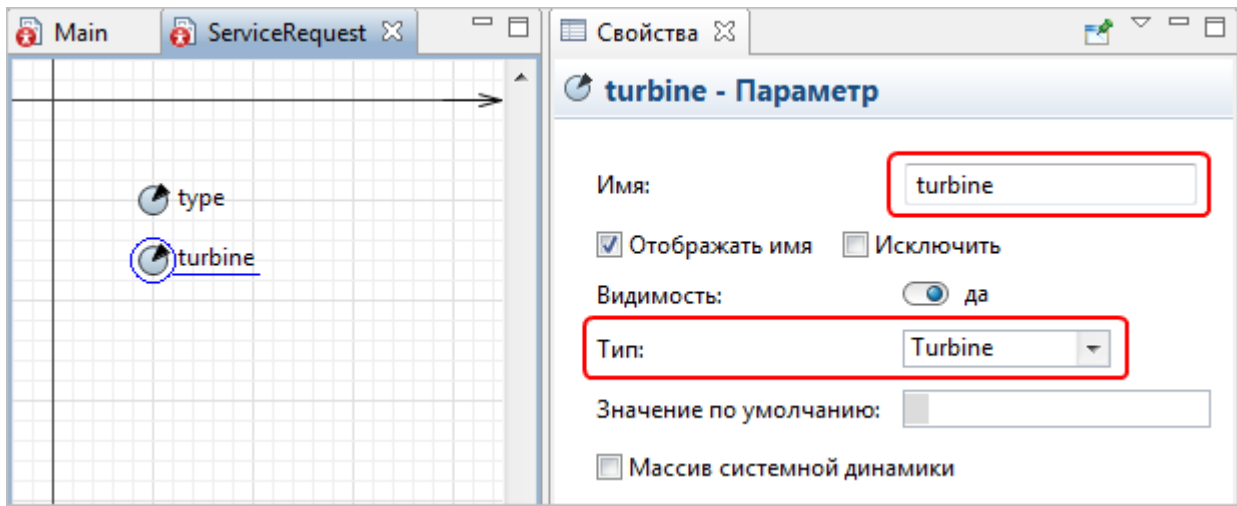 Main
ServiceRequest
Свойства
turbine - Параметр
type
turbine
Имя: turbine
Отображать имя Исключить
Видимость: да
Тип: Turbine
Значение по умолчанию:
Массив системной динамики